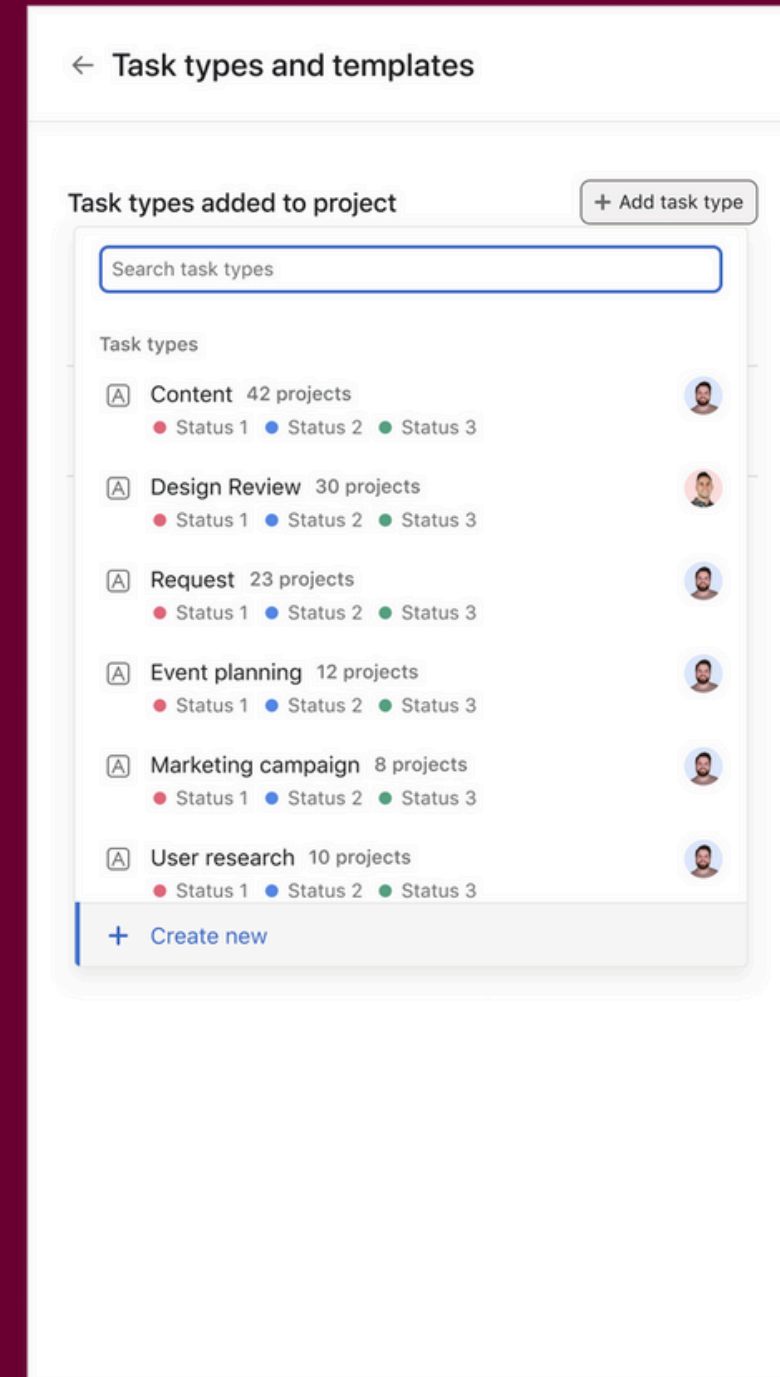 Task types and templates
Task types added to project
+ Add task type
Search task types
Task types
A Content 42 projects
Status 1 Status 2 Status 3
A Design Review 30 projects
Status 1 Status 2 Status 3
A Request 23 projects
Status 1 Status 2 Status 3
A Event planning 12 projects
Status 1 Status 2 Status 3
A Marketing campaign 8 projects
Status 1 Status 2 Status 3
A User research 10 projects
Status 1 Status 2 Status 3
+ Create new